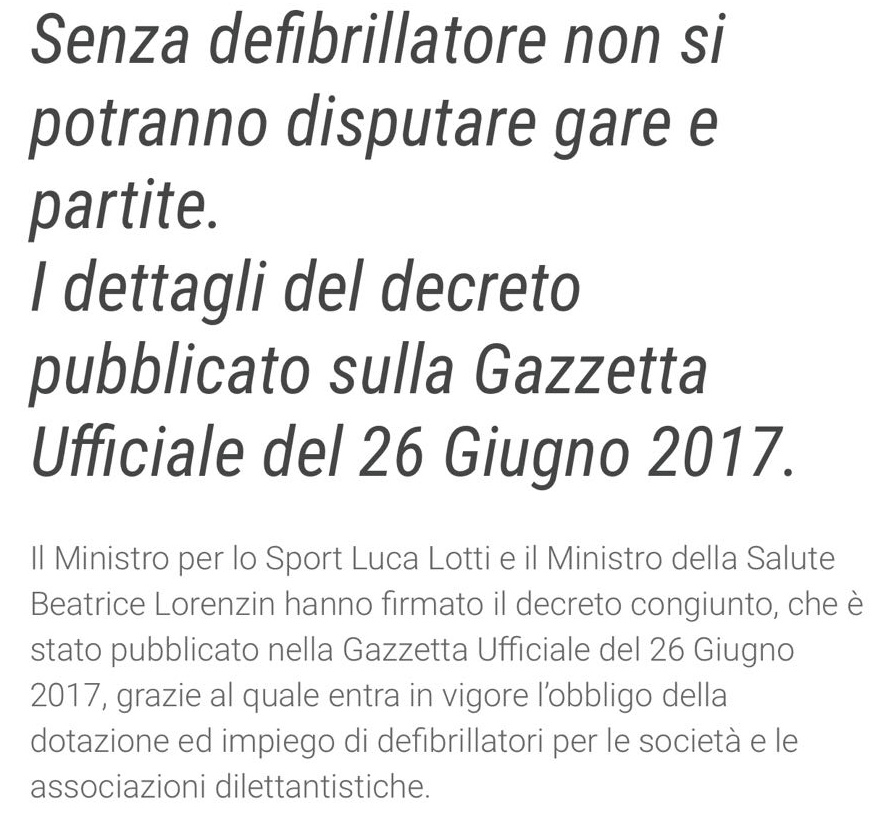 Senza defibrillatore non si
potranno disputare gare e
partite.
I dettagli del decreto
pubblicato sulla Gazzetta
Ufficiale del 26 Giugno 2017.
Il Ministro per lo Sport Luca Lotti e il Ministro della Salute
Beatrice Lorenzin hanno firmato il decreto congiunto, che è
stato pubblicato nella Gazzetta Ufficiale del 26 Giugno
2017, grazie al quale entra in vigore l’obbligo della
dotazione ed impiego di defibrillatori per le società e le
associazioni dilettantistiche.